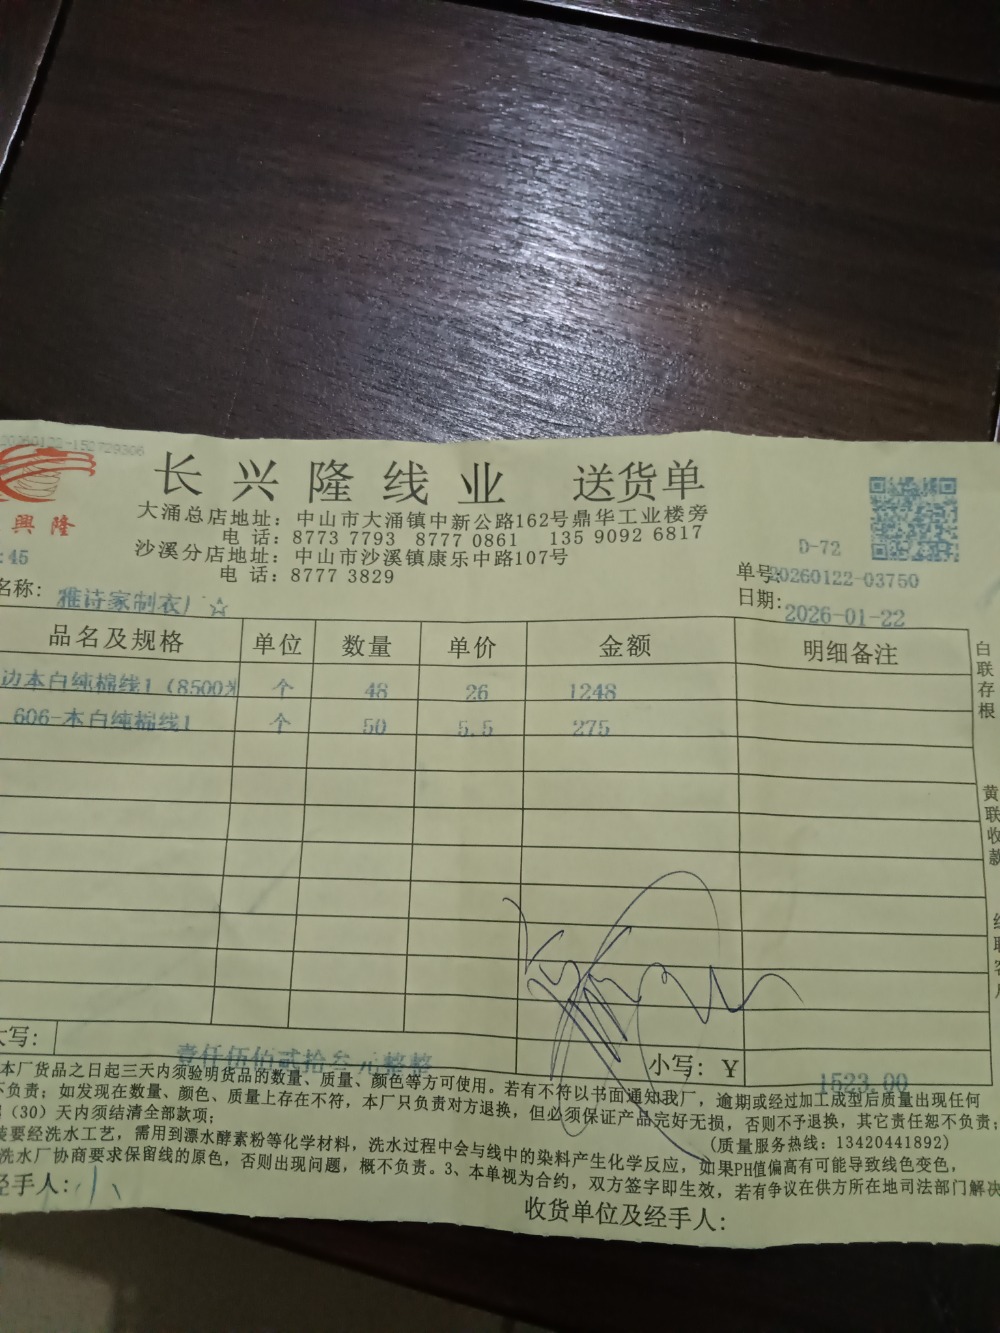 長兴隆线业 送货单
興隆
大涌总店地址：中山市大涌镇中新公路162号鼎华工业楼旁
电 话：8773 7793 8777 0861 135 9092 6817
沙溪分店地址：中山市沙溪镇康乐中路107号
电 话：8777 3829
:45
D-72
单号:20260122-03750
名称：雅诗家制衣厂☆
日期：2026-01-22
品名及规格 单位 数量 单价 金额 明细备注
边本白纯棉线1（8500米 个 48 26 1248
606-本白纯棉线1 个 50 5.5 275
白联存根
黄联收款
大写：壹仟伍佰贰拾叁元整整 小写：￥1523.00
本厂货品之日起三天内须验明货品的数量、质量、颜色等方可使用。若有不符以书面通知我厂，逾期或经过加工成型后质量出现任何
不负责；如发现在数量、颜色、质量上存在不符，本厂只负责对方退换，但必须保证产品完好无损，否则不予退换，其它责任恕不负责；
（30）天内须结清全部款项；
（质量服务热线：13420441892）
装要经洗水工艺，需用到漂水酵素粉等化学材料，洗水过程中会与线中的染料产生化学反应，如果PH值偏高有可能导致线色变色，
洗水厂协商要求保留线的原色，否则出现问题，概不负责。3、本单视为合约，双方签字即生效，若有争议在供方所在地司法部门解决
经手人：
收货单位及经手人：